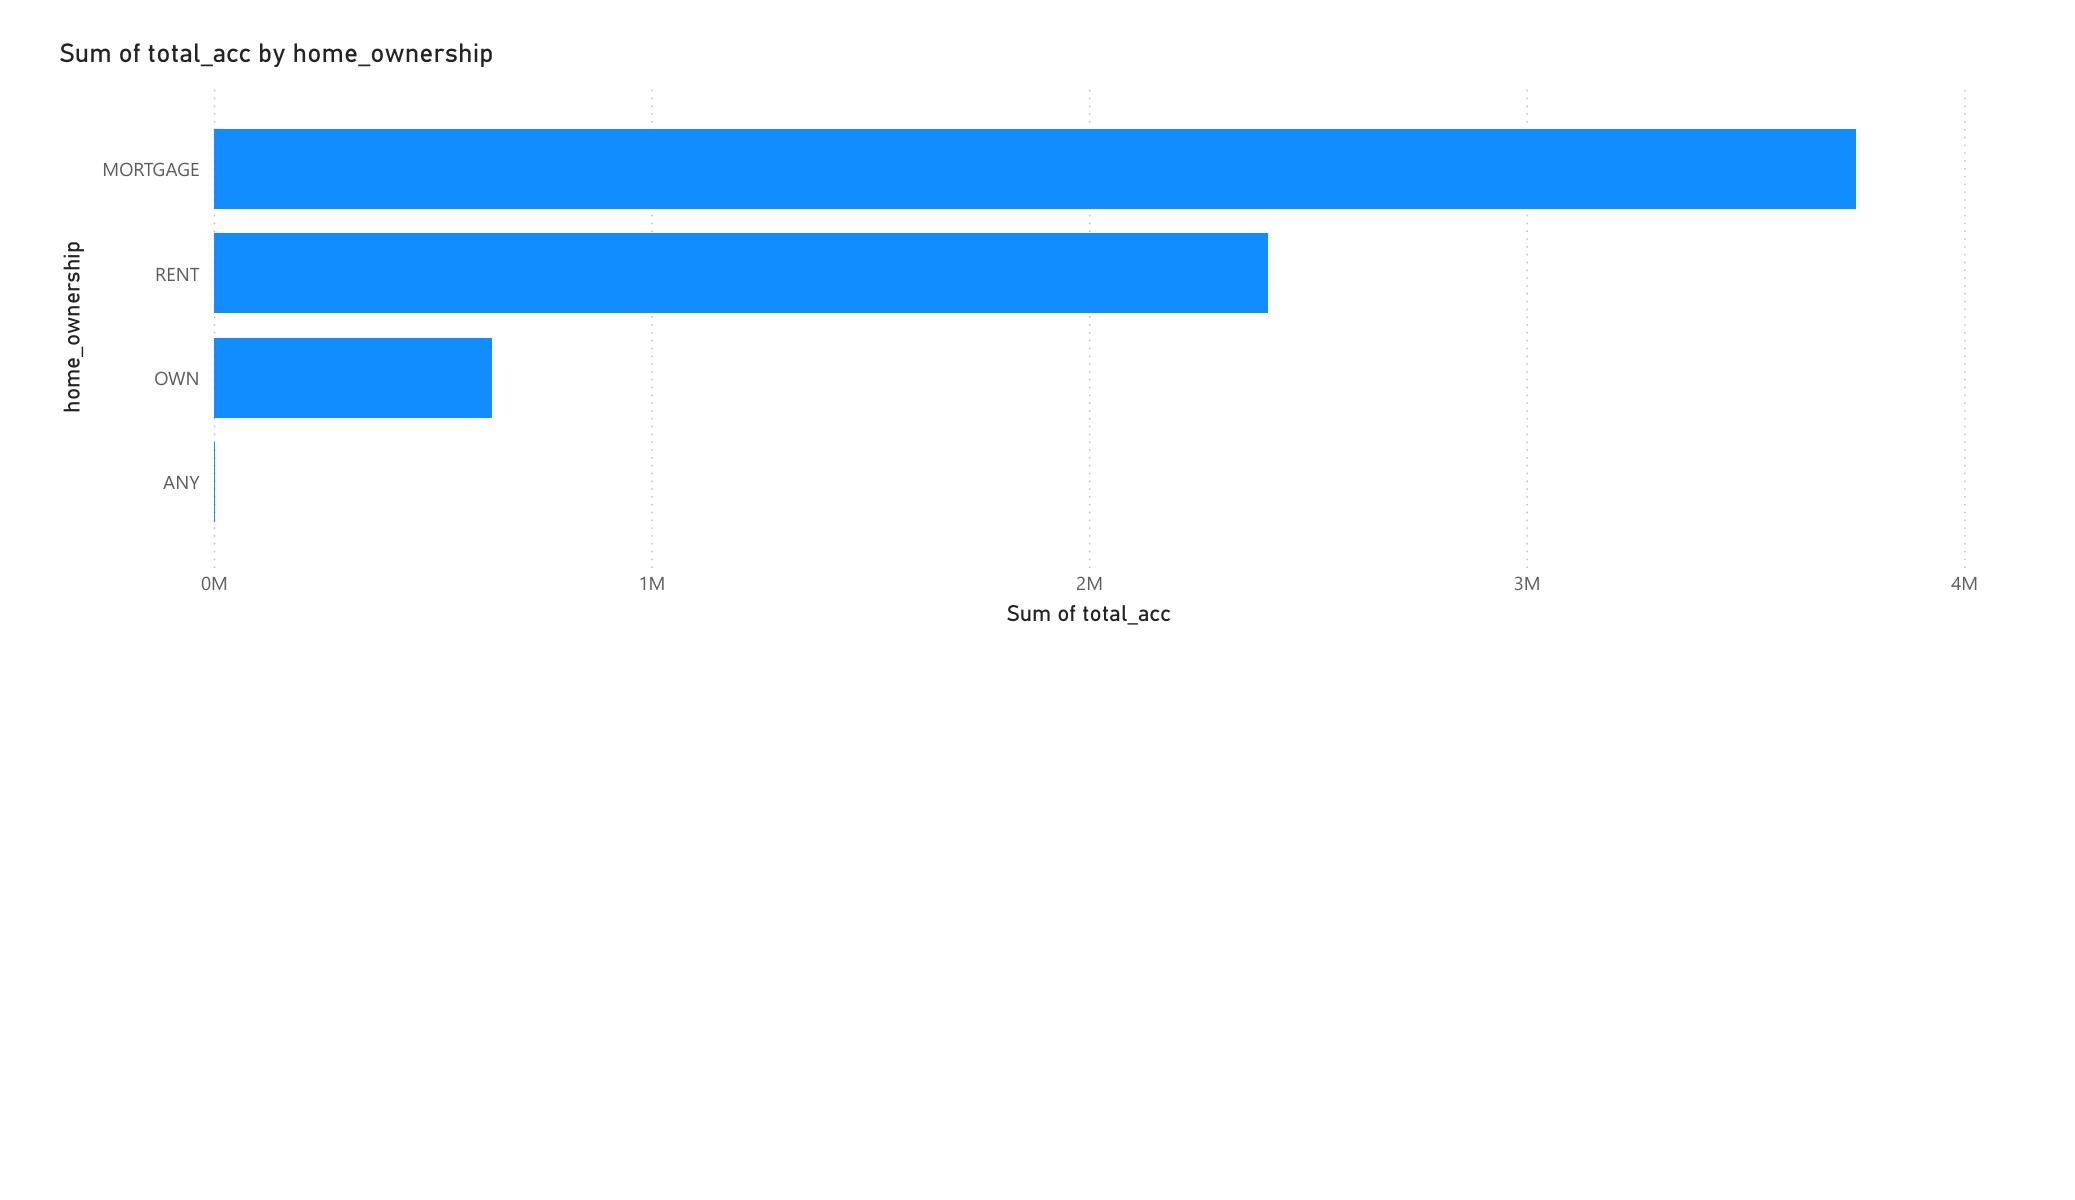 Sum of total_acc by home_ownership
home_ownership
MORTGAGE
RENT
OWN
ANY
0M 1M 2M 3M 4M
Sum of total_acc